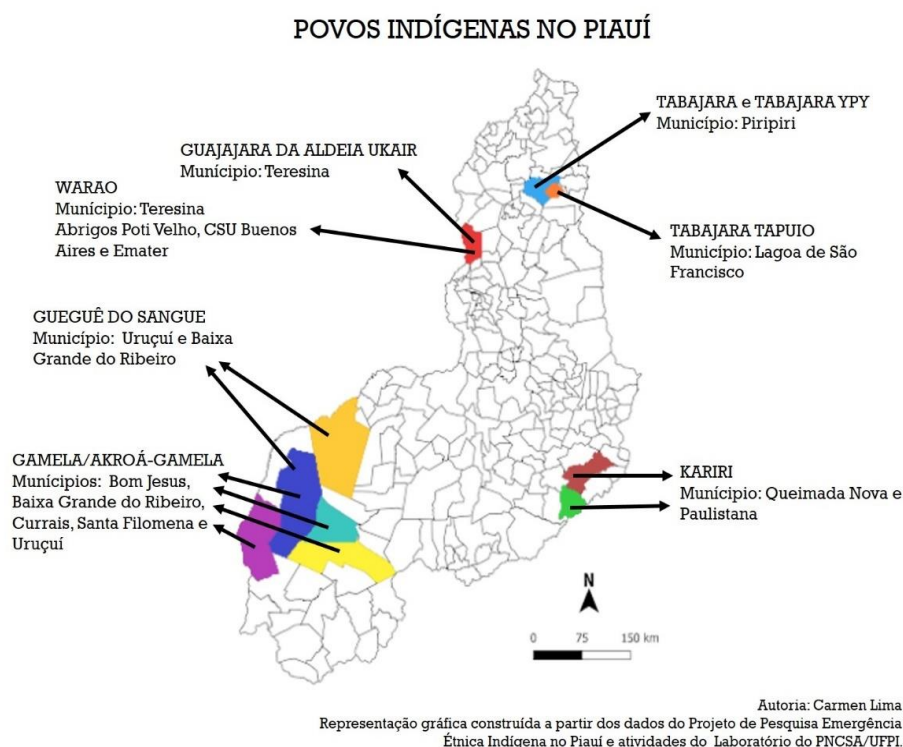 POVOS INDÍGENAS NO PIAUÍ
TABAJARA e TABAJARA YPY
Município: Piripiri
GUAJAJARA DA ALDEIA UKAIR
Munícipio: Teresina
WARAO
Munícipio: Teresina
Abrigos Poti Velho, CSU Buenos
Aires e Emater
TABAJARA TAPUIO
Município: Lagoa de São
Francisco
GUEGUÊ DO SANGUE
Município: Uruçuí e Baixa
Grande do Ribeiro
GAMELA/AKROÁ-GAMELA
Munícipios: Bom Jesus,
Baixa Grande do Ribeiro,
Currais, Santa Filomena e
Uruçuí
KARIRI
Munícipio: Queimada Nova e
Paulistana
N
0 75 150 km
Autoria: Carmen Lima
Representação gráfica construída a partir dos dados do Projeto de Pesquisa Emergência
Étnica Indígena no Piauí e atividades do Laboratório do PNCSA/UFPI.